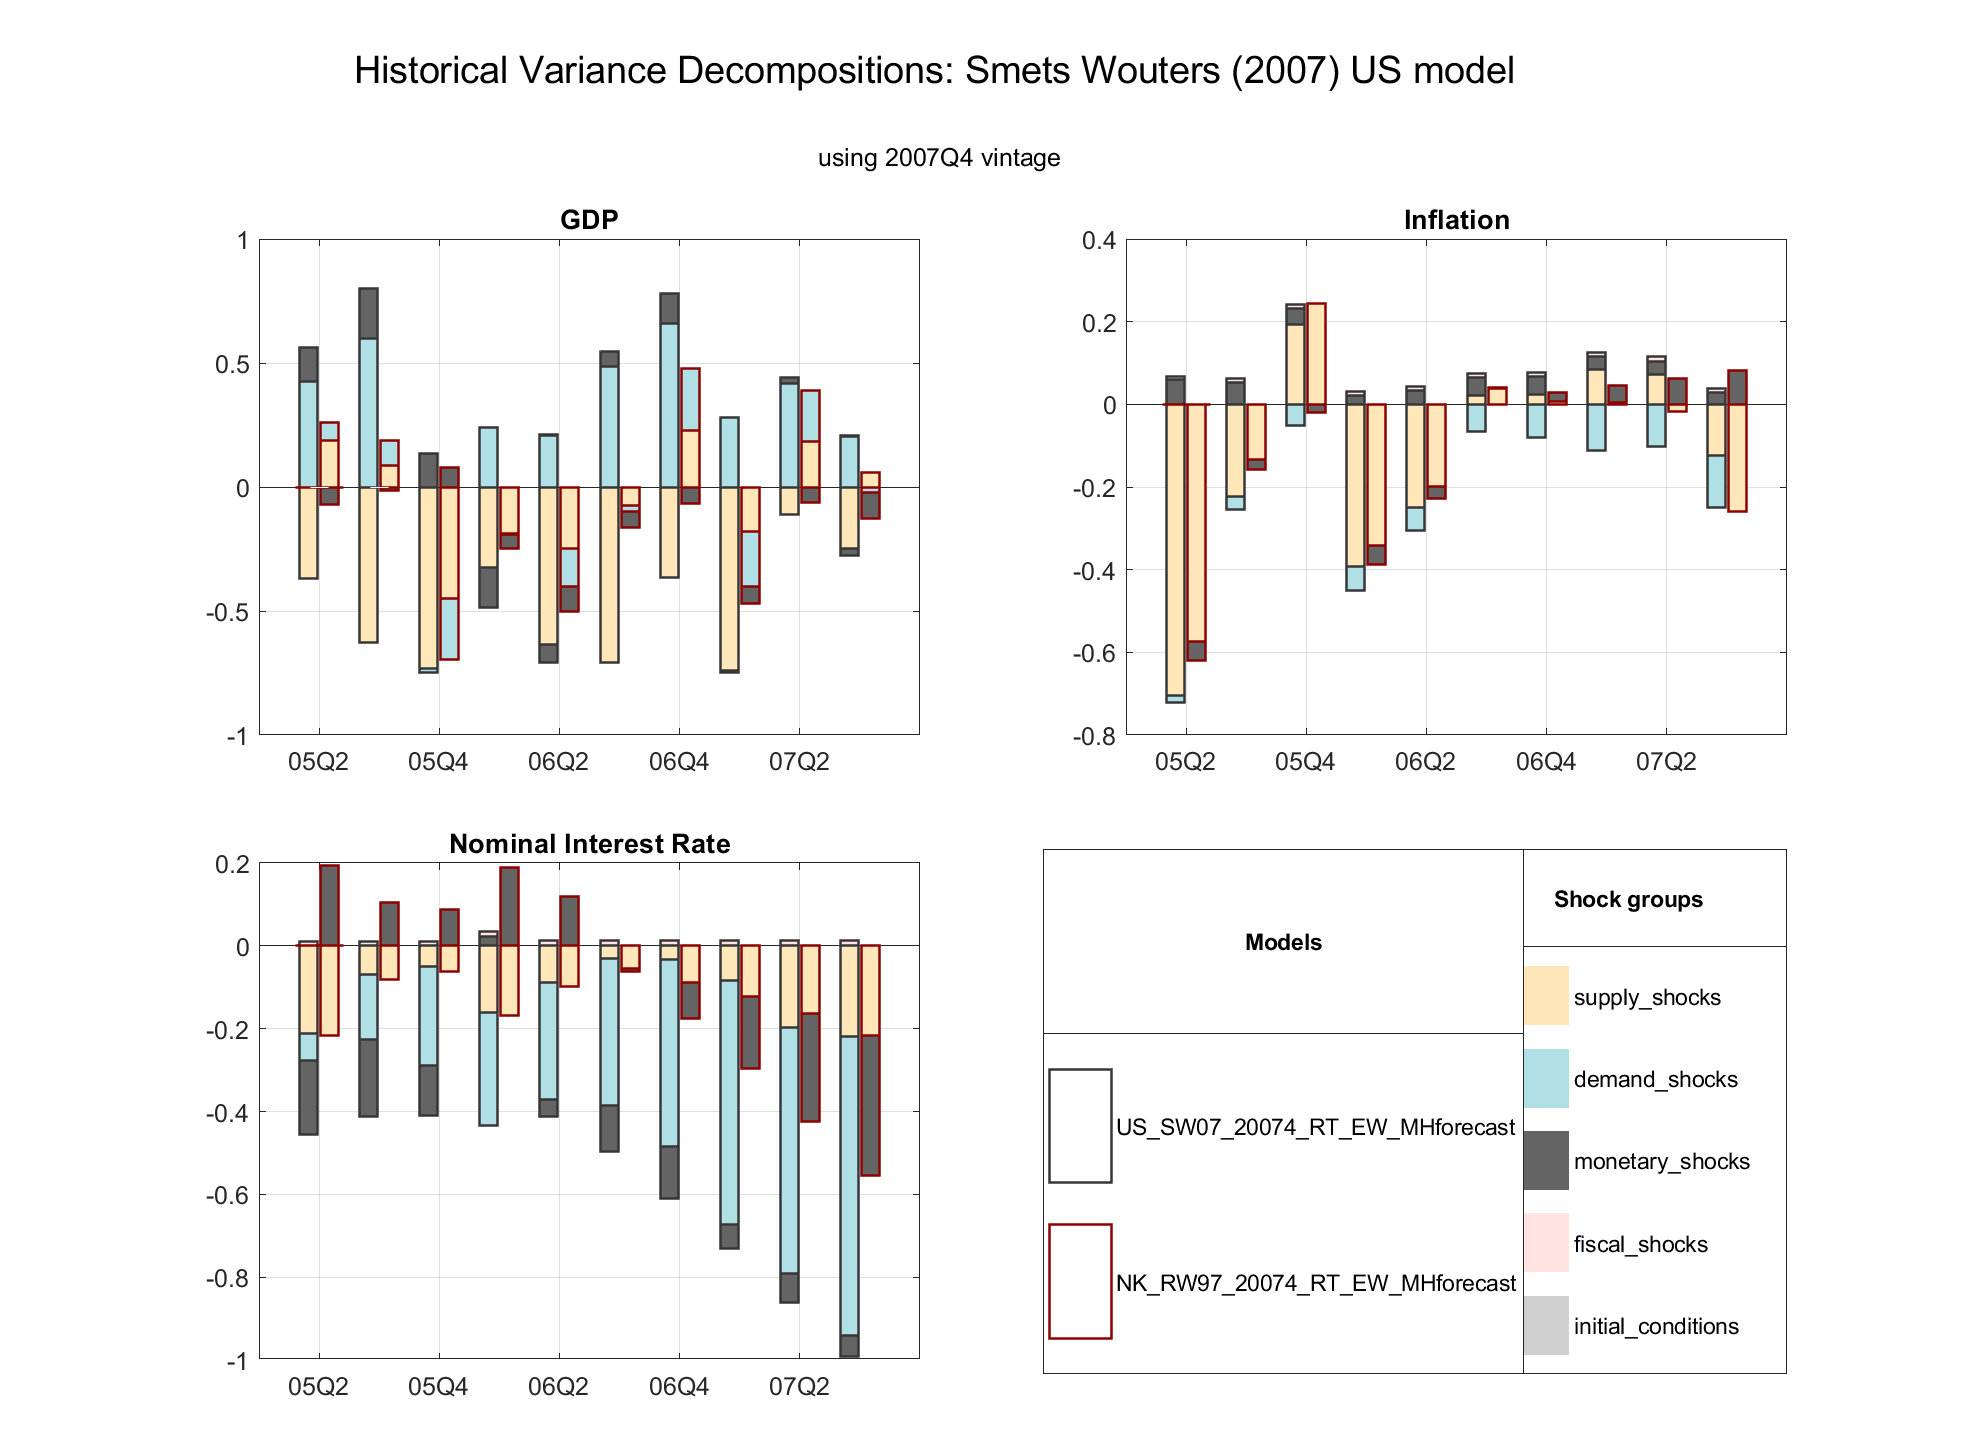 Historical Variance Decompositions: Smets Wouters (2007) US model
using 2007Q4 vintage
GDP
1
0.5
0
-0.5
-1
05Q2 05Q4 06Q2 06Q4 07Q2
Inflation
0.4
0.2
0
-0.2
-0.4
-0.6
-0.8
05Q2 05Q4 06Q2 06Q4 07Q2
Nominal Interest Rate
0.2
0
-0.2
-0.4
-0.6
-0.8
-1
05Q2 05Q4 06Q2 06Q4 07Q2
Models
US_SW07_20074_RT_EW_MHforecast
NK_RW97_20074_RT_EW_MHforecast
Shock groups
supply_shocks
demand_shocks
monetary_shocks
fiscal_shocks
initial_conditions